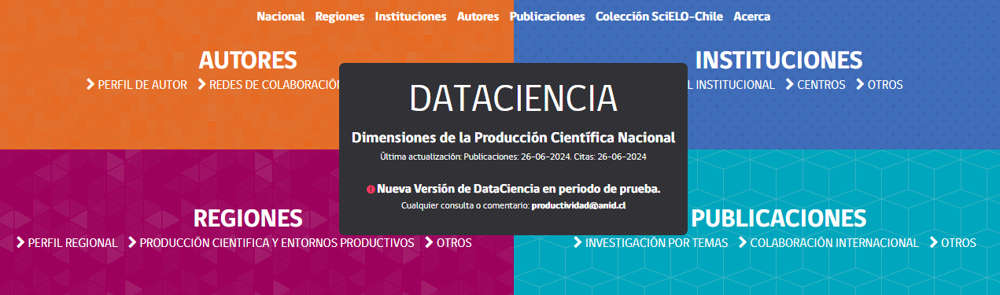 Nacional Regiones Instituciones Autores Publicaciones Colección SciELO-Chile Acerca
AUTORES
PERFIL DE AUTOR REDES DE COLABORACIÓN
INSTITUCIONES
INSTITUCIONAL CENTROS OTROS
DATACIENCIA
Dimensiones de la Producción Científica Nacional
Última actualización: Publicaciones: 26-06-2024. Citas: 26-06-2024
Nueva Versión de DataCiencia en periodo de prueba.
Cualquier consulta o comentario: productividad@anid.cl
REGIONES
PERFIL REGIONAL PRODUCCIÓN CIENTIFICA Y ENTORNOS PRODUCTIVOS OTROS
PUBLICACIONES
INVESTIGACIÓN POR TEMAS COLABORACIÓN INTERNACIONAL OTROS